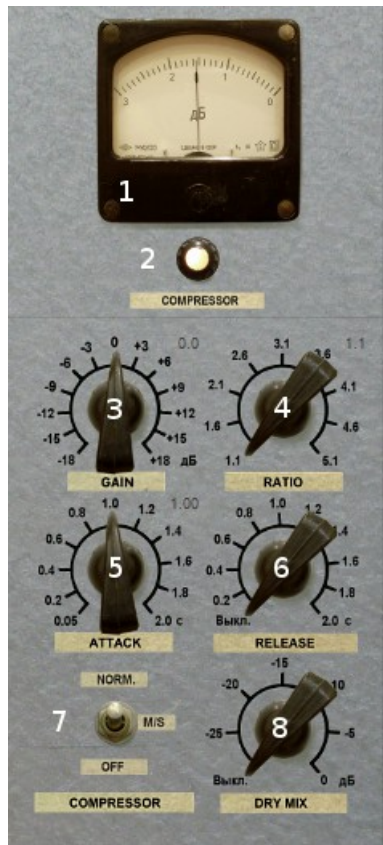 3 2 1 0
дБ
1
2
COMPRESSOR
-3 0 +3 0.0
-6 +6
-9 +9
-12 3 +12
-15 +15
-18 +18 дБ
GAIN
3.1 3.6 1.1
2.6
2.1 4.1
1.6 4 4.6
1.1 5.1
RATIO
0.8 1.0 1.2 1.00
0.6 1.4
0.4 5 1.6
0.2 1.8
0.05 2.0 с
ATTACK
0.8 1.0 1.2
0.6 1.4
0.4 6 1.6
0.2 1.8
Выкл. 2.0 с
RELEASE
NORM.
7 M/S
OFF
COMPRESSOR
-15
-20 10
-25 8 -5
Выкл. 0 дБ
DRY MIX